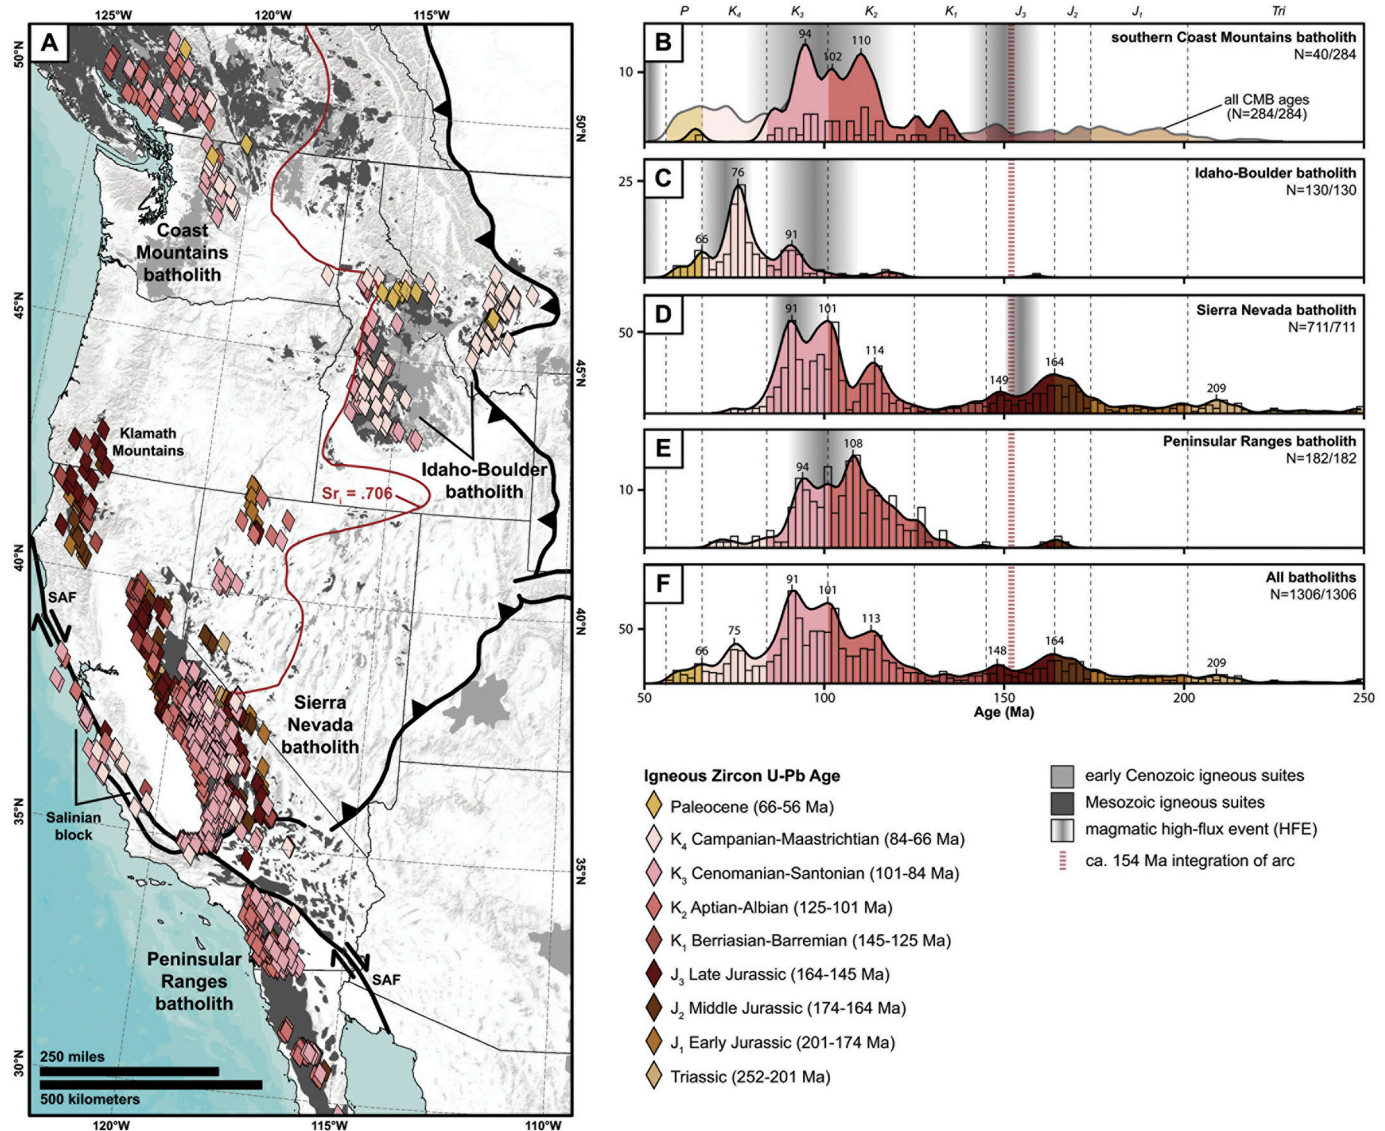 125°W
120°W
115°W
A
50°N
50°N
Coast
Mountains
batholith
45°N
45°N
Klamath
Mountains
Idaho-Boulder
batholith
Sri = .706
40°N
40°N
SAF
Sierra
Nevada
batholith
35°N
35°N
Salinian
block
Peninsular
Ranges
batholith
SAF
30°N
250 miles
500 kilometers
120°W
115°W
110°W
P K4 K3 K2 K1 J3 J2 J1 Tri
B
southern Coast Mountains batholith
N=40/284
94
102
110
10
all CMB ages
(N=284/284)
C
Idaho-Boulder batholith
N=130/130
25
66
76
91
D
Sierra Nevada batholith
N=711/711
50
91
101
114
149
164
209
E
Peninsular Ranges batholith
N=182/182
10
94
108
F
All batholiths
N=1306/1306
50
66
75
91
101
113
148
164
209
50 100 150 200 250
Age (Ma)
Igneous Zircon U-Pb Age
Paleocene (66-56 Ma)
K4 Campanian-Maastrichtian (84-66 Ma)
K3 Cenomanian-Santonian (101-84 Ma)
K2 Aptian-Albian (125-101 Ma)
K1 Berriasian-Barremian (145-125 Ma)
J3 Late Jurassic (164-145 Ma)
J2 Middle Jurassic (174-164 Ma)
J1 Early Jurassic (201-174 Ma)
Triassic (252-201 Ma)
early Cenozoic igneous suites
Mesozoic igneous suites
magmatic high-flux event (HFE)
ca. 154 Ma integration of arc